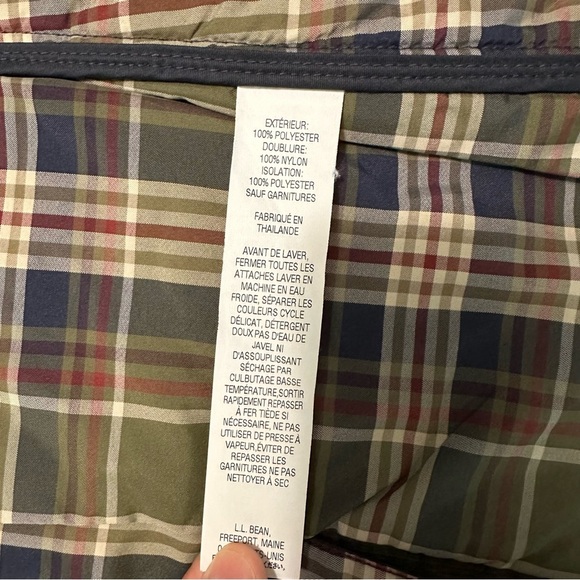 EXTÉRIEUR:
100% POLYESTER
DOUBLURE:
100% NYLON
ISOLATION:
100% POLYESTER
SAUF GARNITURES
FABRIQUÉ EN
THAILANDE
AVANT DE LAVER,
FERMER TOUTES LES
ATTACHES LAVER EN
MACHINE EN EAU
FROIDE, SÉPARER LES
COULEURS CYCLE
DÉLICAT, DÉTERGENT
DOUX PAS D'EAU DE
JAVEL NI
D'ASSOUPLISSANT
SÉCHAGE PAR
CULBUTAGE BASSE
TEMPÉRATURE,SORTIR
RAPIDEMENT REPASSER
À FER TIÈDE SI
NÉCESSAIRE, NE PAS
UTILISER DE PRESSE À
VAPEUR,ÉVITER DE
REPASSER LES
GARNITURES NE PAS
NETTOYER À SEC
L.L. BEAN,
FREEPORT, MAINE